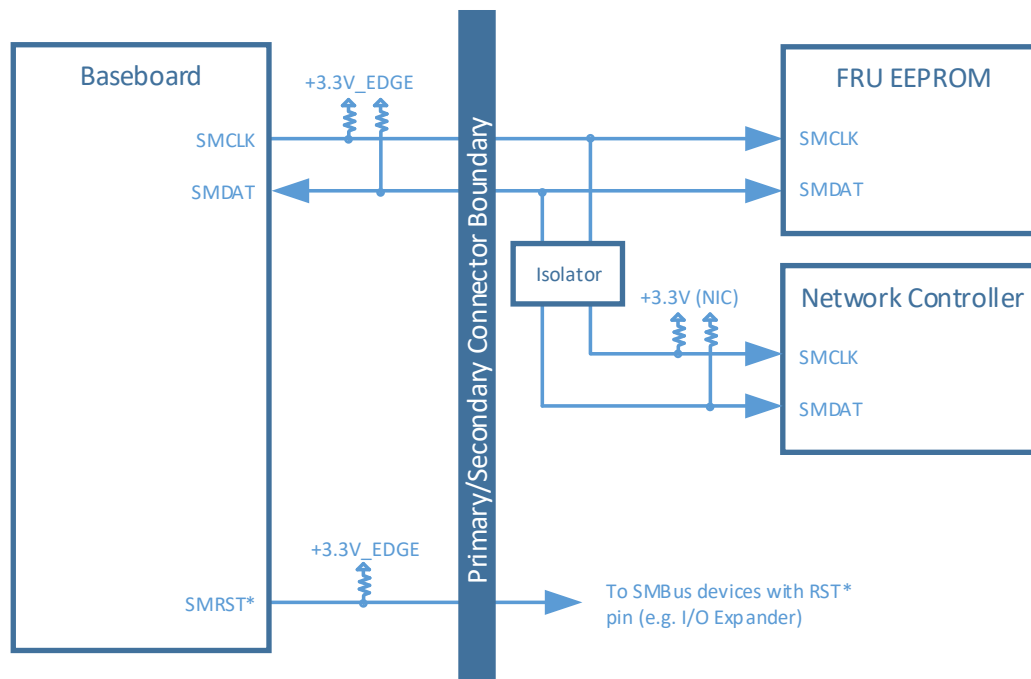 Baseboard
+3.3V_EDGE
SMCLK
SMDAT
Primary/Secondary Connector Boundary
FRU EEPROM
SMCLK
SMDAT
Isolator
+3.3V (NIC)
Network Controller
SMCLK
SMDAT
+3.3V_EDGE
SMRST*
To SMBus devices with RST*
pin (e.g. I/O Expander)